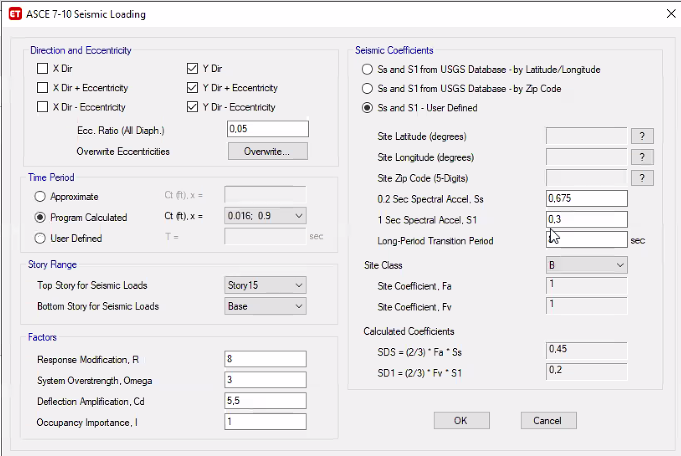 ET ASCE 7-10 Seismic Loading
Direction and Eccentricity
X Dir
Y Dir
X Dir + Eccentricity
Y Dir + Eccentricity
X Dir - Eccentricity
Y Dir - Eccentricity
Ecc. Ratio (All Diaph.)
0,05
Overwrite Eccentricities
Overwrite...
Time Period
Approximate
Ct (ft), x =
Program Calculated
Ct (ft), x =
0.016; 0.9
User Defined
T =
sec
Story Range
Top Story for Seismic Loads
Story15
Bottom Story for Seismic Loads
Base
Factors
Response Modification, R
8
System Overstrength, Omega
3
Deflection Amplification, Cd
5,5
Occupancy Importance, I
1
Seismic Coefficients
Ss and S1 from USGS Database - by Latitude/Longitude
Ss and S1 from USGS Database - by Zip Code
Ss and S1 - User Defined
Site Latitude (degrees)
?
Site Longitude (degrees)
?
Site Zip Code (5-Digits)
?
0.2 Sec Spectral Accel, Ss
0,675
1 Sec Spectral Accel, S1
0,3
Long-Period Transition Period
sec
Site Class
B
Site Coefficient, Fa
1
Site Coefficient, Fv
1
Calculated Coefficients
SDS = (2/3) * Fa * Ss
0,45
SD1 = (2/3) * Fv * S1
0,2
OK
Cancel